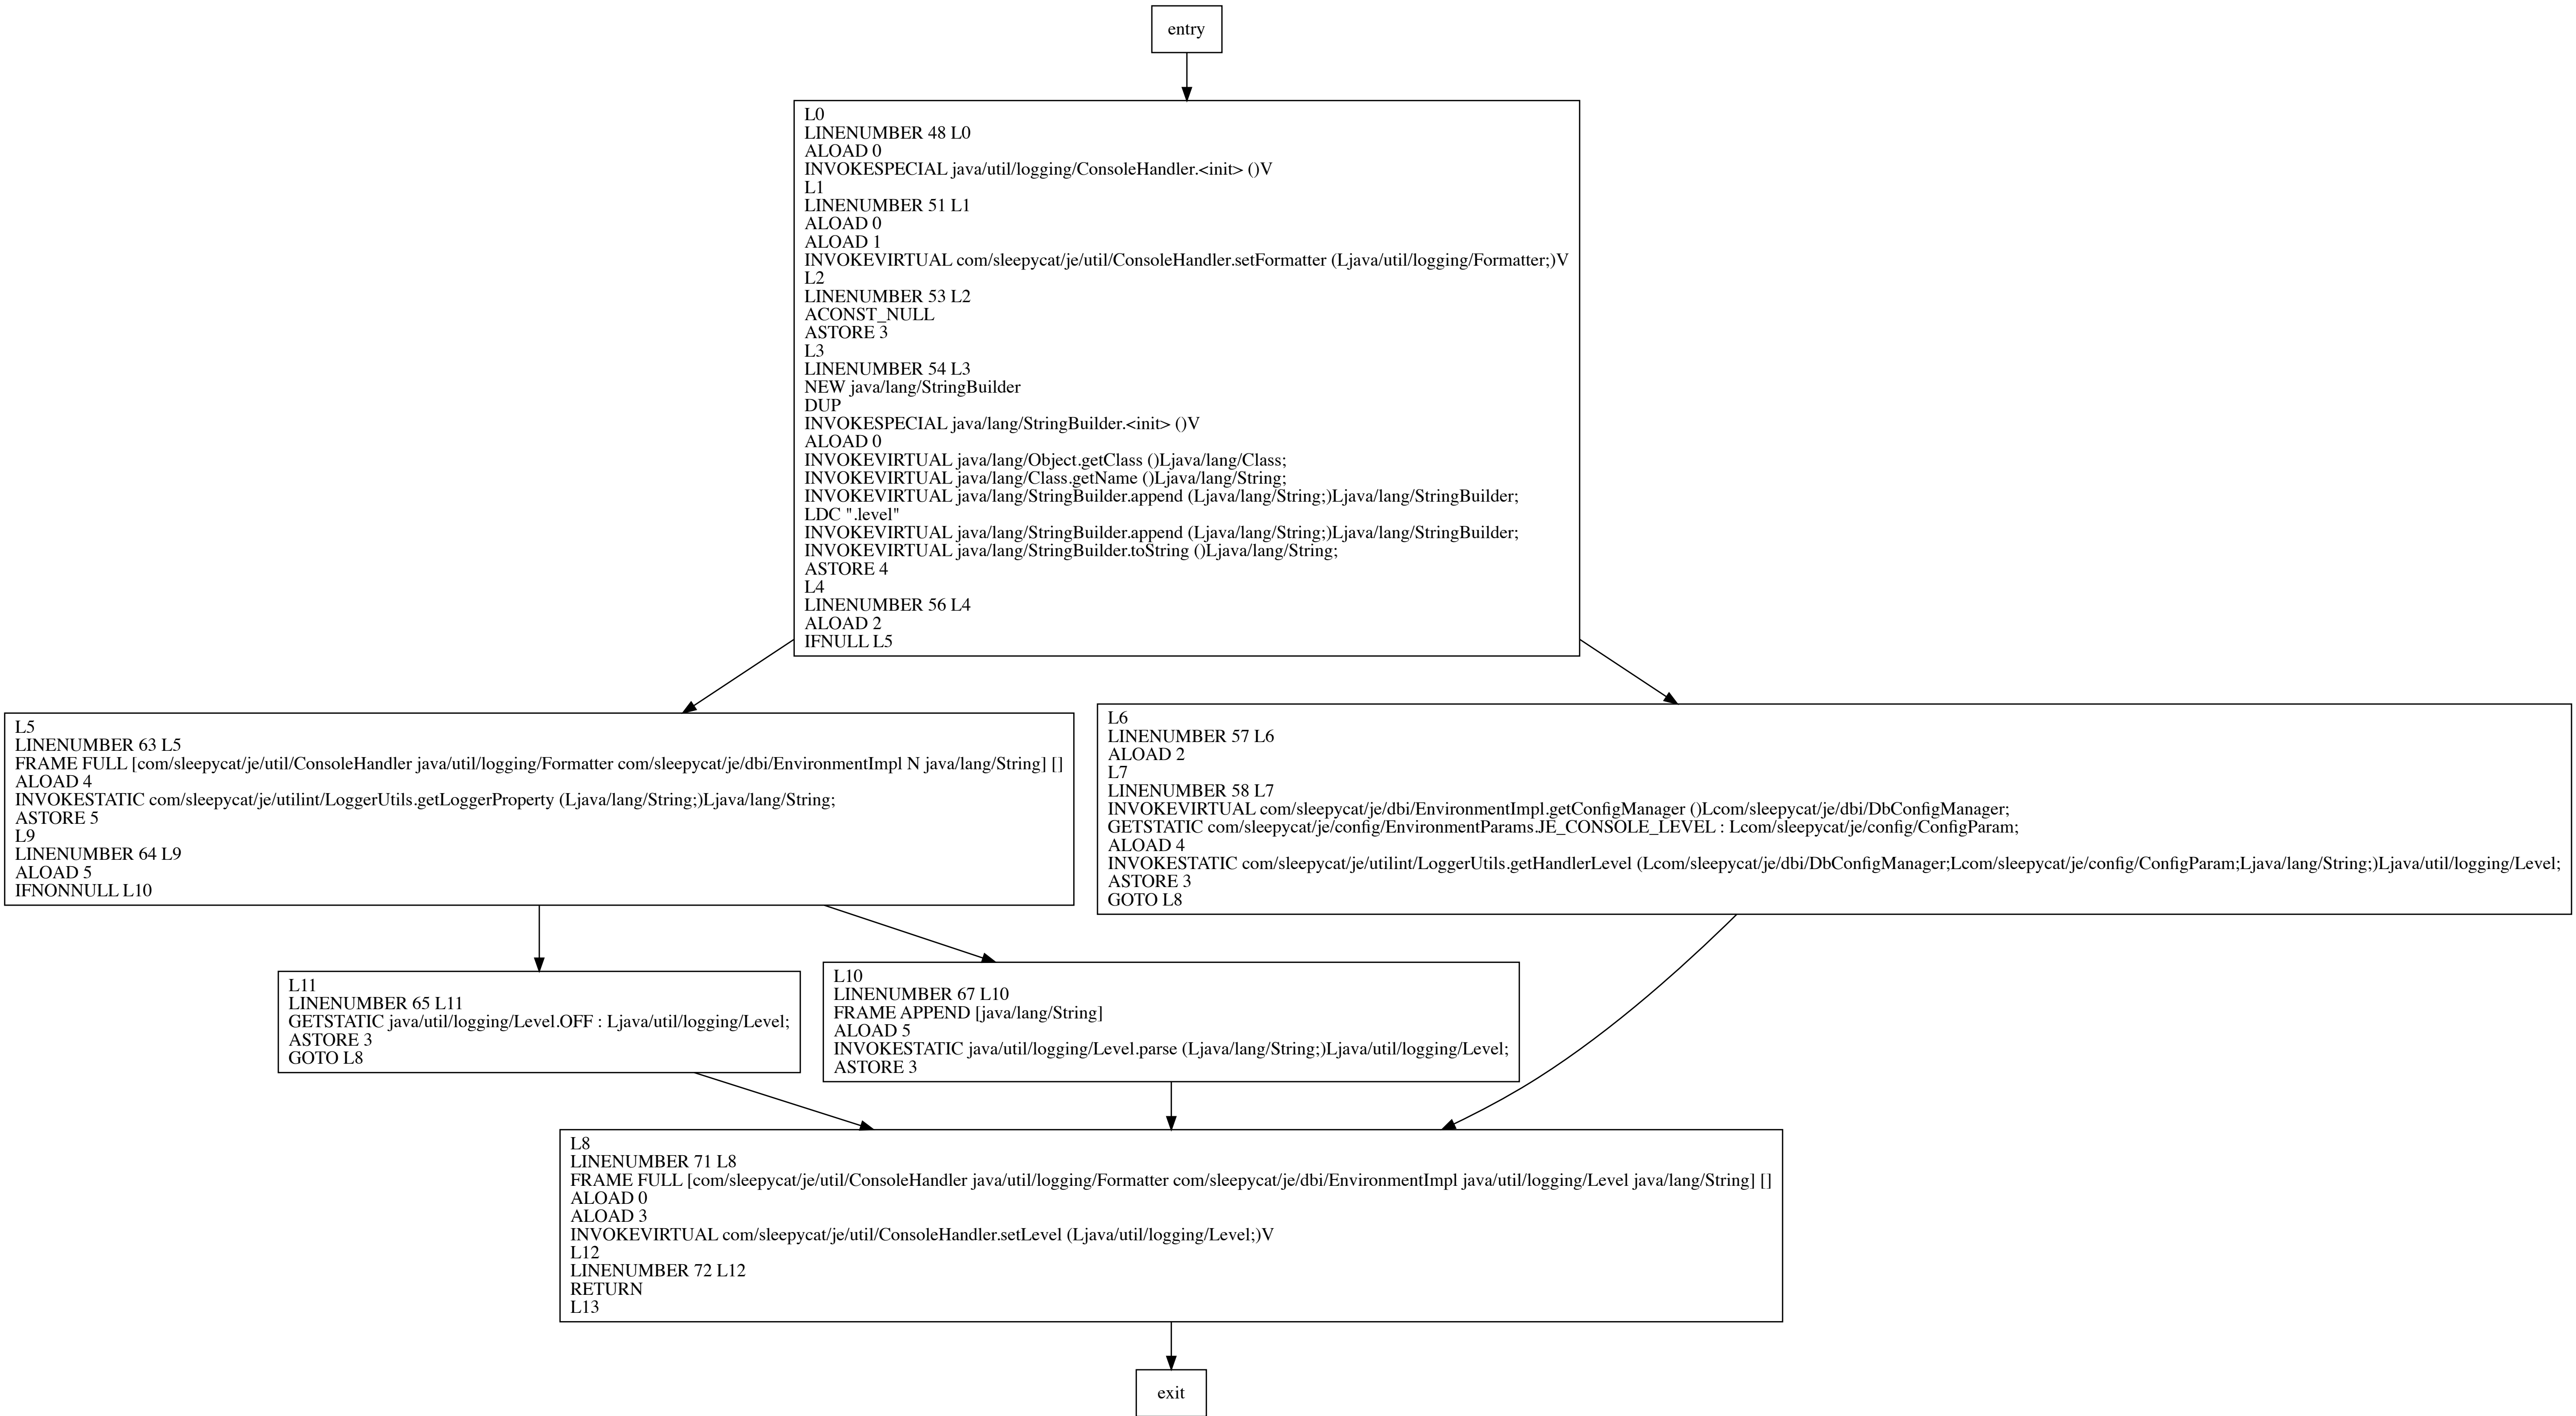 entry
L0
LINENUMBER 48 L0
ALOAD 0
INVOKESPECIAL java/util/logging/ConsoleHandler.<init> ()V
L1
LINENUMBER 51 L1
ALOAD 0
ALOAD 1
INVOKEVIRTUAL com/sleepycat/je/util/ConsoleHandler.setFormatter (Ljava/util/logging/Formatter;)V
L2
LINENUMBER 53 L2
ACONST_NULL
ASTORE 3
L3
LINENUMBER 54 L3
NEW java/lang/StringBuilder
DUP
INVOKESPECIAL java/lang/StringBuilder.<init> ()V
ALOAD 0
INVOKEVIRTUAL java/lang/Object.getClass ()Ljava/lang/Class;
INVOKEVIRTUAL java/lang/Class.getName ()Ljava/lang/String;
INVOKEVIRTUAL java/lang/StringBuilder.append (Ljava/lang/String;)Ljava/lang/StringBuilder;
LDC ".level"
INVOKEVIRTUAL java/lang/StringBuilder.append (Ljava/lang/String;)Ljava/lang/StringBuilder;
INVOKEVIRTUAL java/lang/StringBuilder.toString ()Ljava/lang/String;
ASTORE 4
L4
LINENUMBER 56 L4
ALOAD 2
IFNULL L5
L5
LINENUMBER 63 L5
FRAME FULL [com/sleepycat/je/util/ConsoleHandler java/util/logging/Formatter com/sleepycat/je/dbi/EnvironmentImpl N java/lang/String] []
ALOAD 4
INVOKESTATIC com/sleepycat/je/utilint/LoggerUtils.getLoggerProperty (Ljava/lang/String;)Ljava/lang/String;
ASTORE 5
L9
LINENUMBER 64 L9
ALOAD 5
IFNONNULL L10
L6
LINENUMBER 57 L6
ALOAD 2
L7
LINENUMBER 58 L7
INVOKEVIRTUAL com/sleepycat/je/dbi/EnvironmentImpl.getConfigManager ()Lcom/sleepycat/je/dbi/DbConfigManager;
GETSTATIC com/sleepycat/je/config/EnvironmentParams.JE_CONSOLE_LEVEL : Lcom/sleepycat/je/config/ConfigParam;
ALOAD 4
INVOKESTATIC com/sleepycat/je/utilint/LoggerUtils.getHandlerLevel (Lcom/sleepycat/je/dbi/DbConfigManager;Lcom/sleepycat/je/config/ConfigParam;Ljava/lang/String;)Ljava/util/logging/Level;
ASTORE 3
GOTO L8
L11
LINENUMBER 65 L11
GETSTATIC java/util/logging/Level.OFF : Ljava/util/logging/Level;
ASTORE 3
GOTO L8
L10
LINENUMBER 67 L10
FRAME APPEND [java/lang/String]
ALOAD 5
INVOKESTATIC java/util/logging/Level.parse (Ljava/lang/String;)Ljava/util/logging/Level;
ASTORE 3
L8
LINENUMBER 71 L8
FRAME FULL [com/sleepycat/je/util/ConsoleHandler java/util/logging/Formatter com/sleepycat/je/dbi/EnvironmentImpl java/util/logging/Level java/lang/String] []
ALOAD 0
ALOAD 3
INVOKEVIRTUAL com/sleepycat/je/util/ConsoleHandler.setLevel (Ljava/util/logging/Level;)V
L12
LINENUMBER 72 L12
RETURN
L13
exit